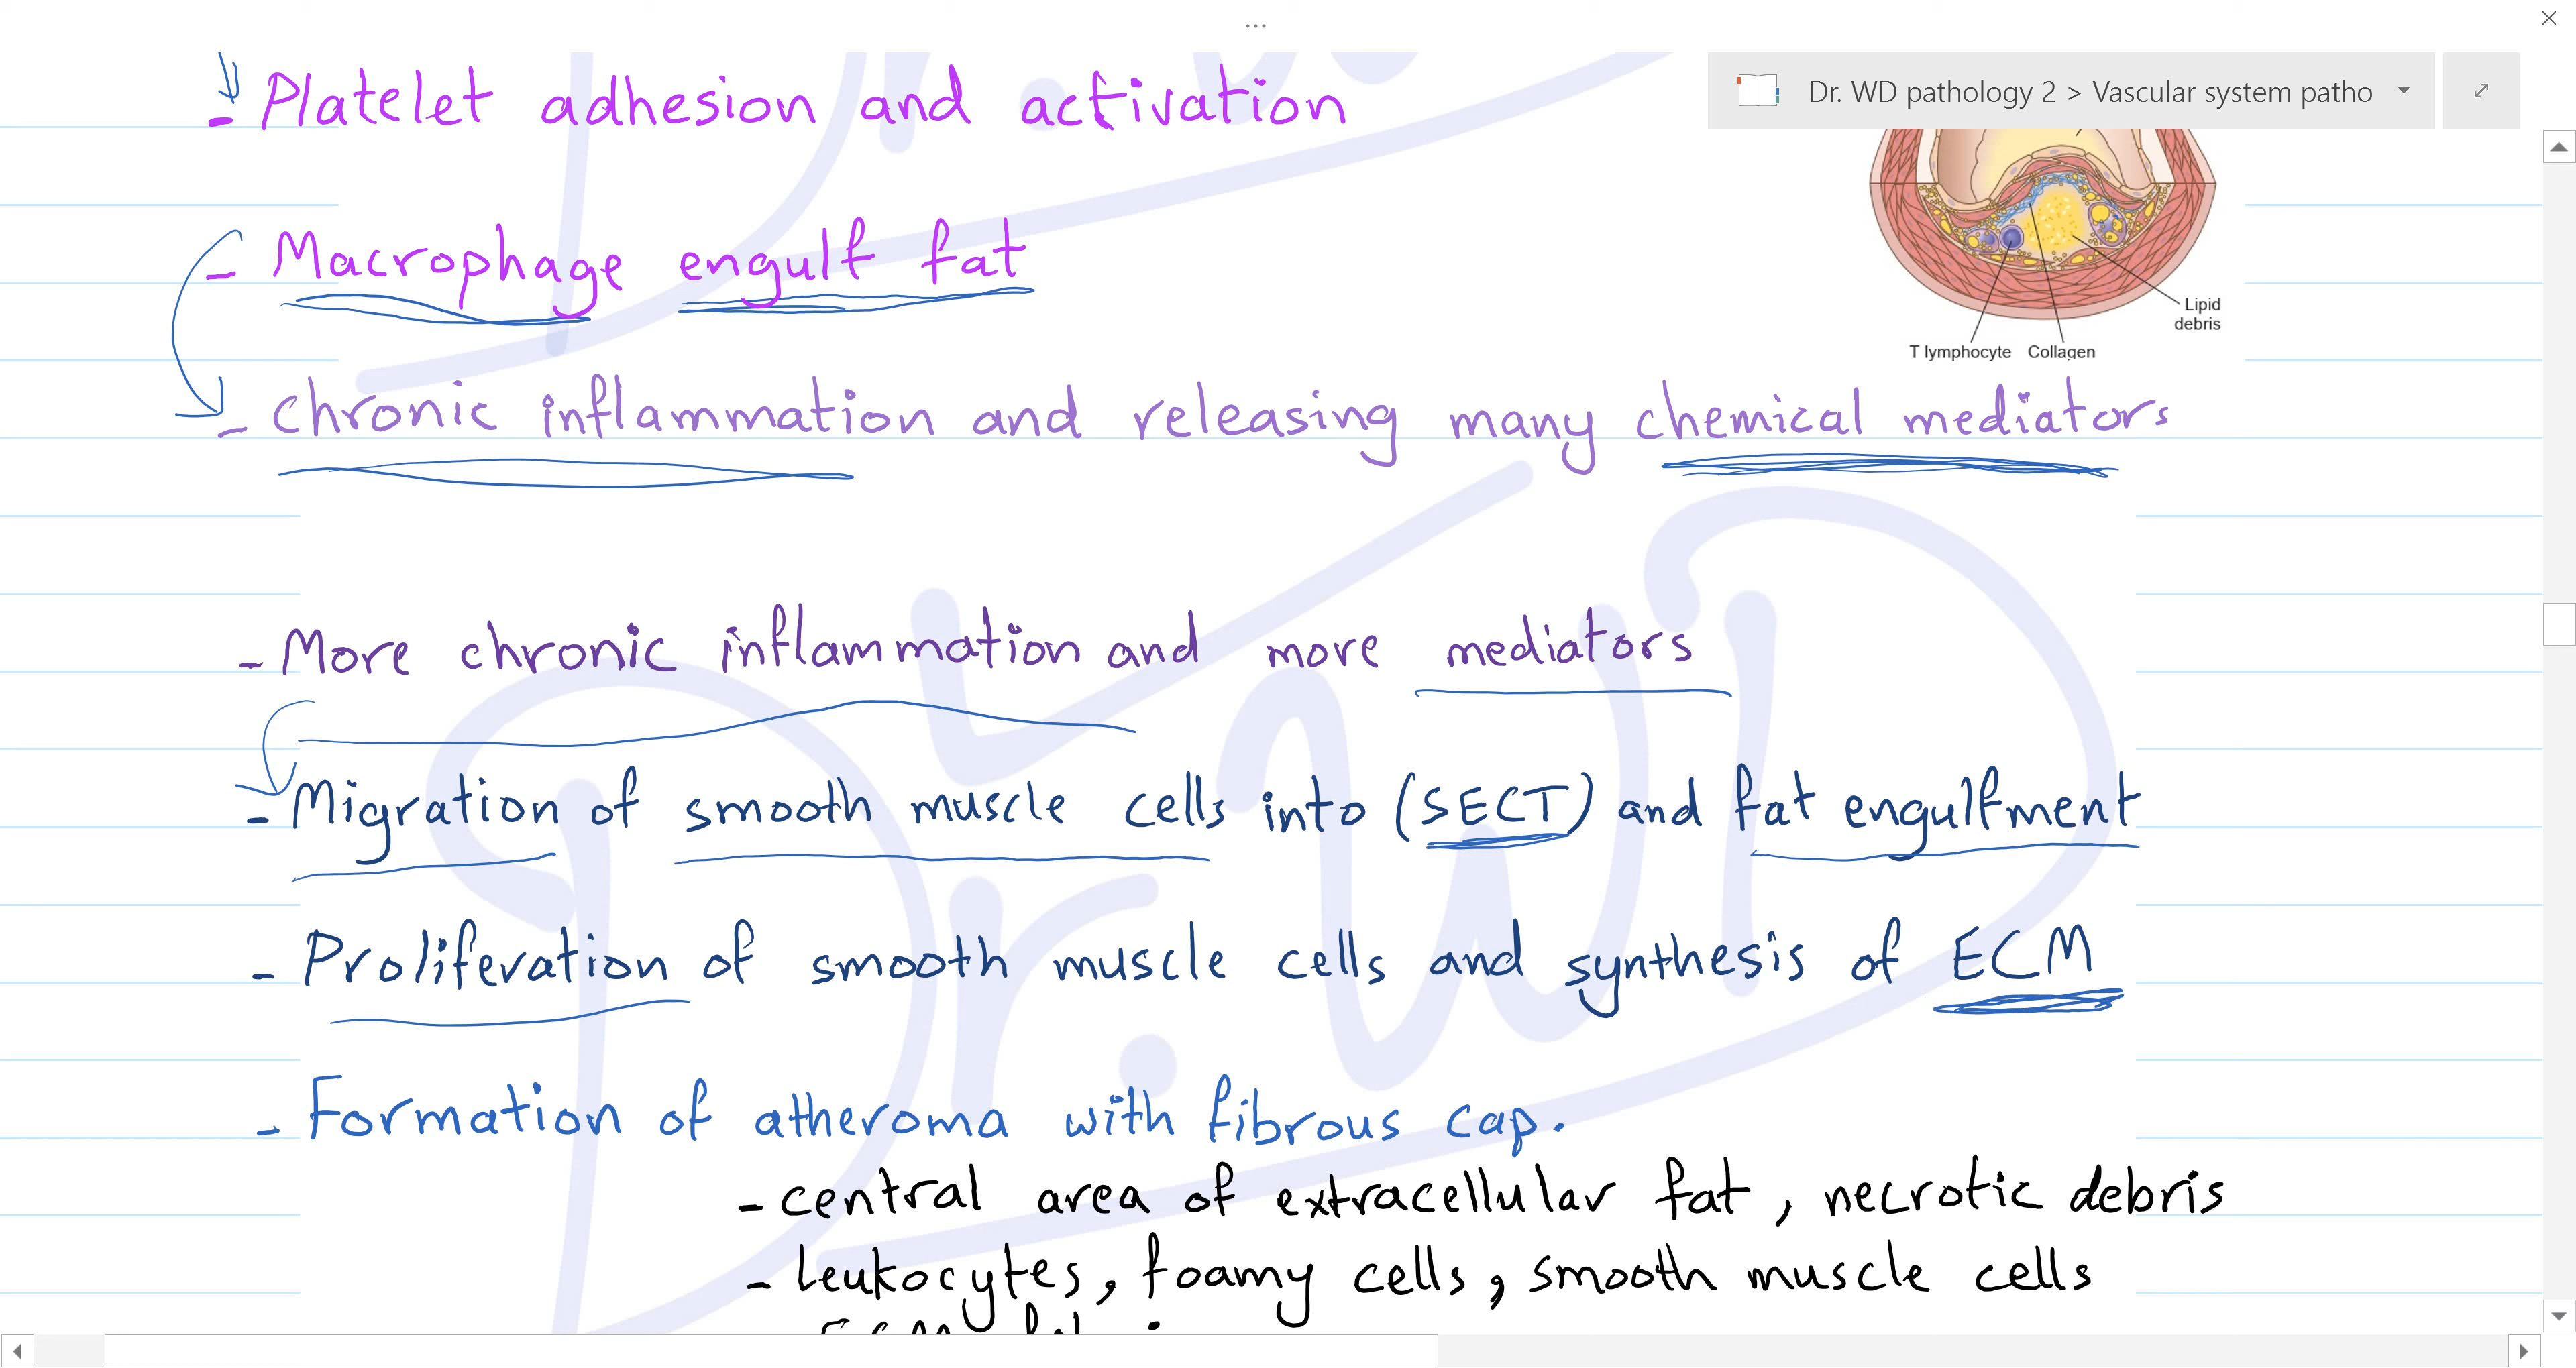 ...
Dr. WD pathology 2 > Vascular system patho
- Platelet adhesion and activation
- Macrophage engulf fat
Lipid
debris
T lymphocyte Collagen
- chronic inflammation and releasing many chemical mediators
- More chronic inflammation and more mediators
- Migration of smooth muscle cells into (SECT) and fat engulfment
- Proliferation of smooth muscle cells and synthesis of ECM
- Formation of atheroma with fibrous cap.
- central area of extracellular fat, necrotic debris
- leukocytes, foamy cells, smooth muscle cells
Dr. WD